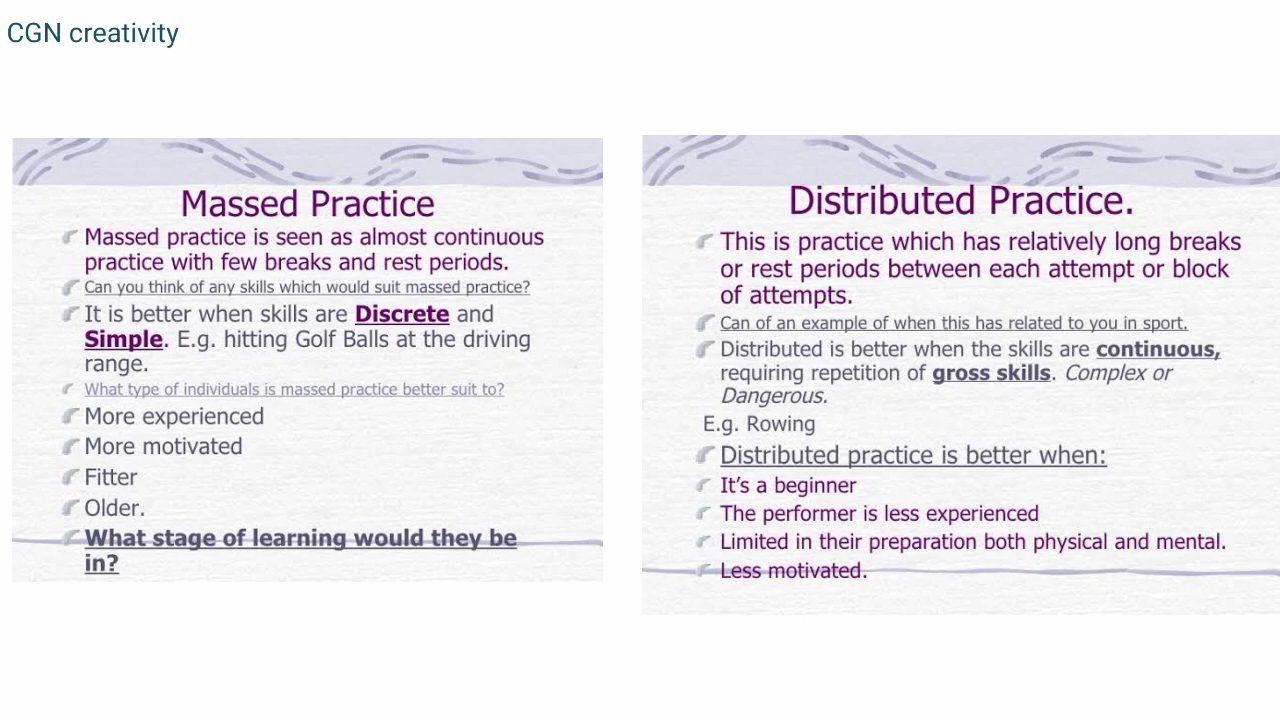 CGN creativity
Massed Practice
Massed practice is seen as almost continuous
practice with few breaks and rest periods.
Can you think of any skills which would suit massed practice?
It is better when skills are Discrete and
Simple. E.g. hitting Golf Balls at the driving
range.
What type of individuals is massed practice better suit to?
More experienced
More motivated
Fitter
Older.
What stage of learning would they be
in?
Distributed Practice.
This is practice which has relatively long breaks
or rest periods between each attempt or block
of attempts.
Can of an example of when this has related to you in sport.
Distributed is better when the skills are continuous,
requiring repetition of gross skills. Complex or
Dangerous.
E.g. Rowing
Distributed practice is better when:
It's a beginner
The performer is less experienced
Limited in their preparation both physical and mental.
Less motivated.